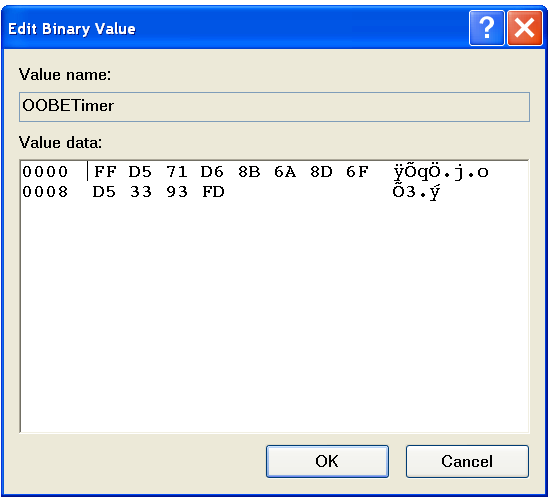 Edit Binary Value
?
Value name:
OOBETimer
Value data:
0000 FF D5 71 D6 8B 6A 8D 6F ÿÕqÖ.j.o
0008 D5 33 93 FD Õ3.ý
OK Cancel